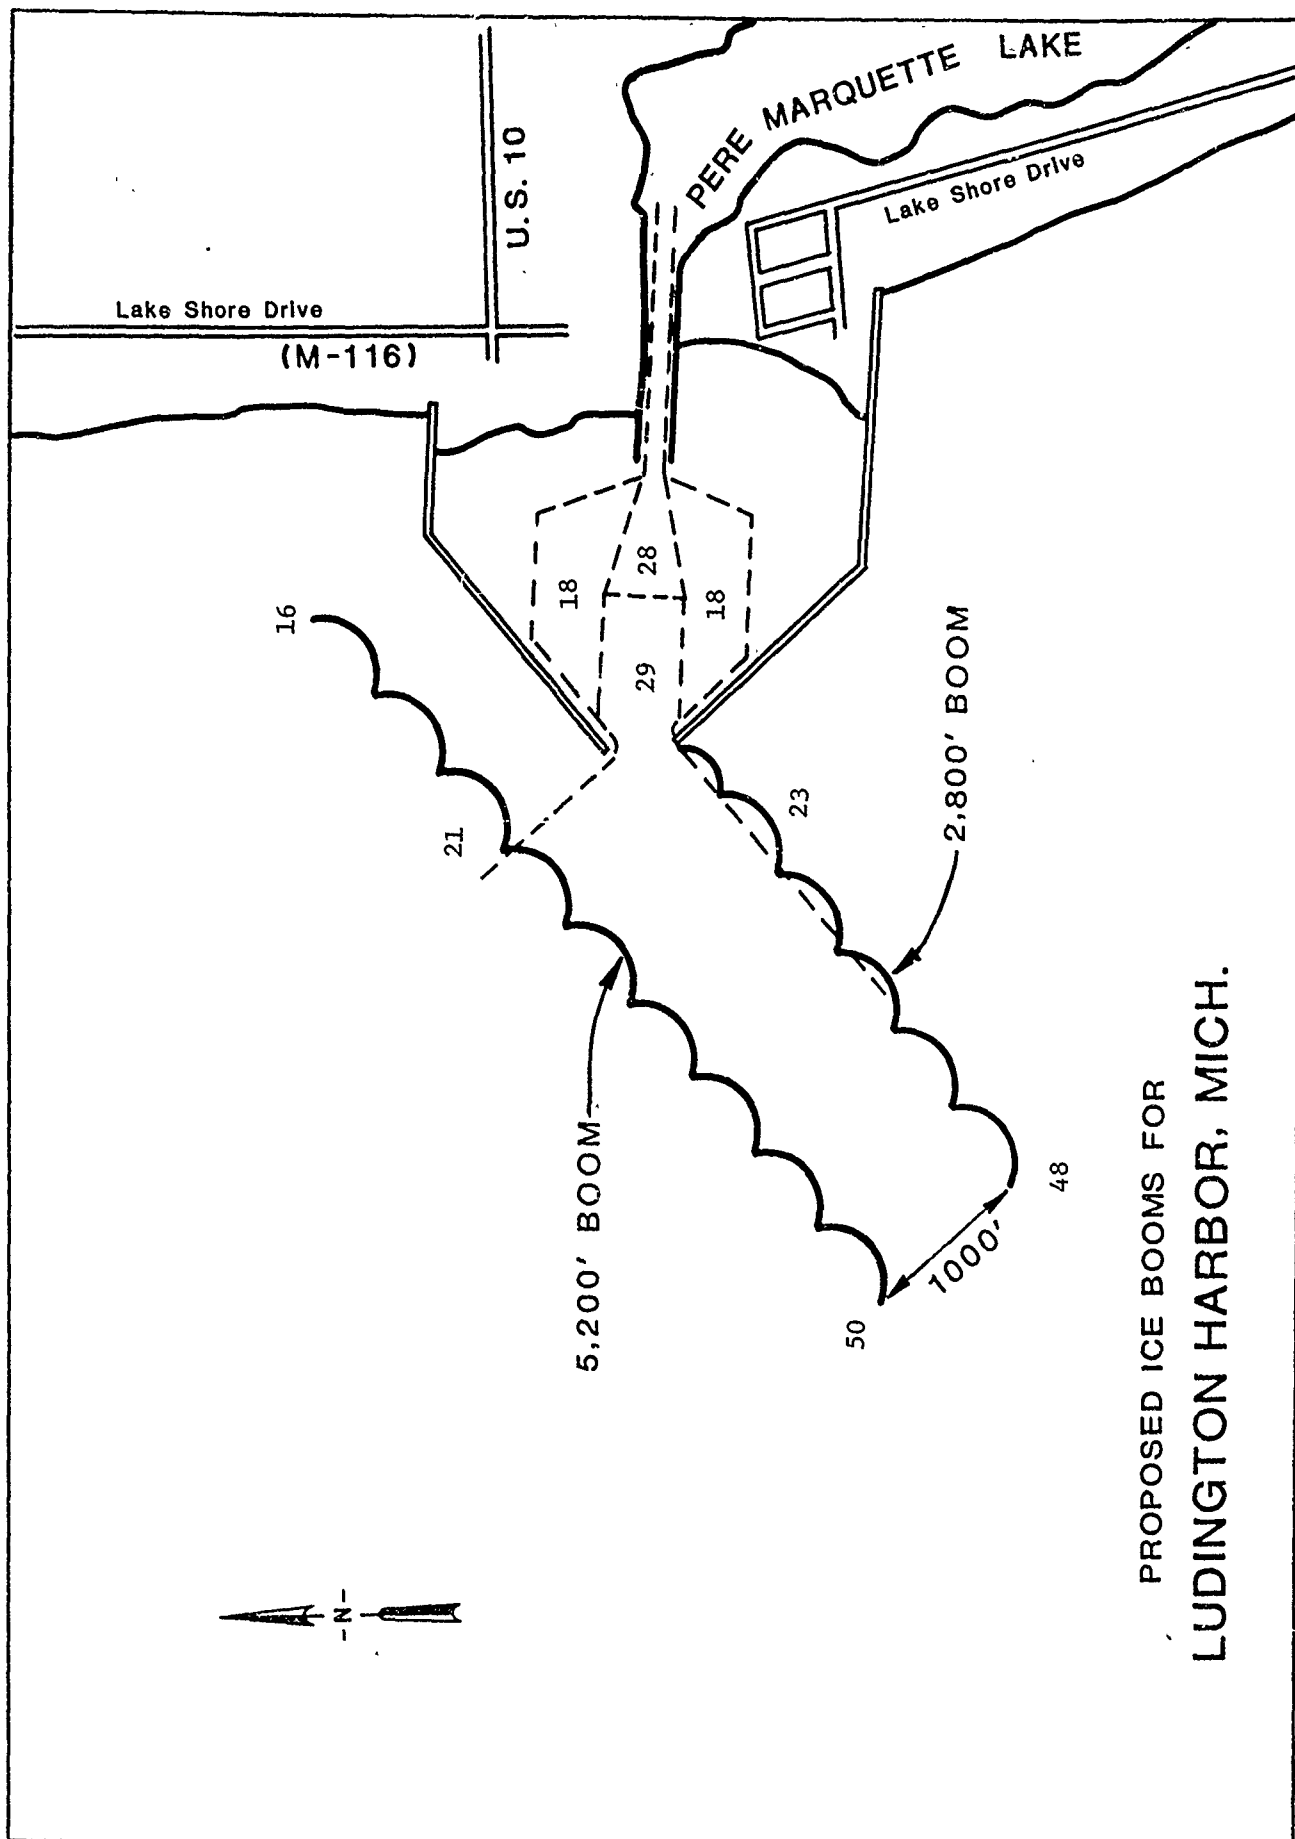 PERE MARQUETTE LAKE
Lake Shore Drive
U.S. 10
Lake Shore Drive
(M-116)
16
18
28
18
29
21
23
2,800' BOOM
5,200' BOOM
48
50
1000'
-N-
PROPOSED ICE BOOMS FOR
LUDINGTON HARBOR, MICH.